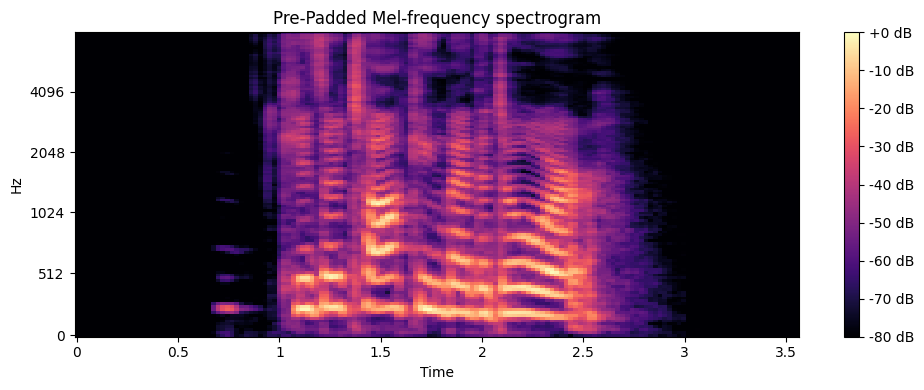 Pre-Padded Mel-frequency spectrogram
Hz
4096
2048
1024
512
0
0
0.5
1
1.5
2
2.5
3
3.5
Time
+0 dB
-10 dB
-20 dB
-30 dB
-40 dB
-50 dB
-60 dB
-70 dB
-80 dB